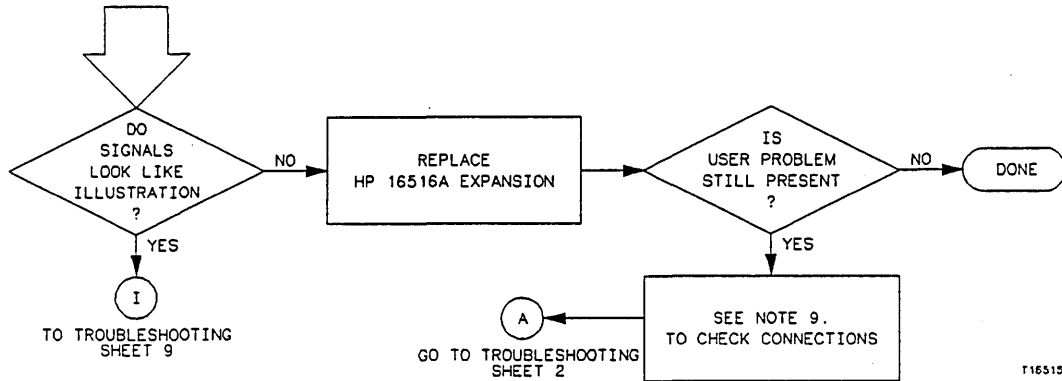 DO
SIGNALS
LOOK LIKE
ILLUSTRATION
?
NO
YES
I
TO TROUBLESHOOTING
SHEET 9
REPLACE
HP 16516A EXPANSION
IS
USER PROBLEM
STILL PRESENT
?
NO
DONE
YES
SEE NOTE 9.
TO CHECK CONNECTIONS
A
GO TO TROUBLESHOOTING
SHEET 2